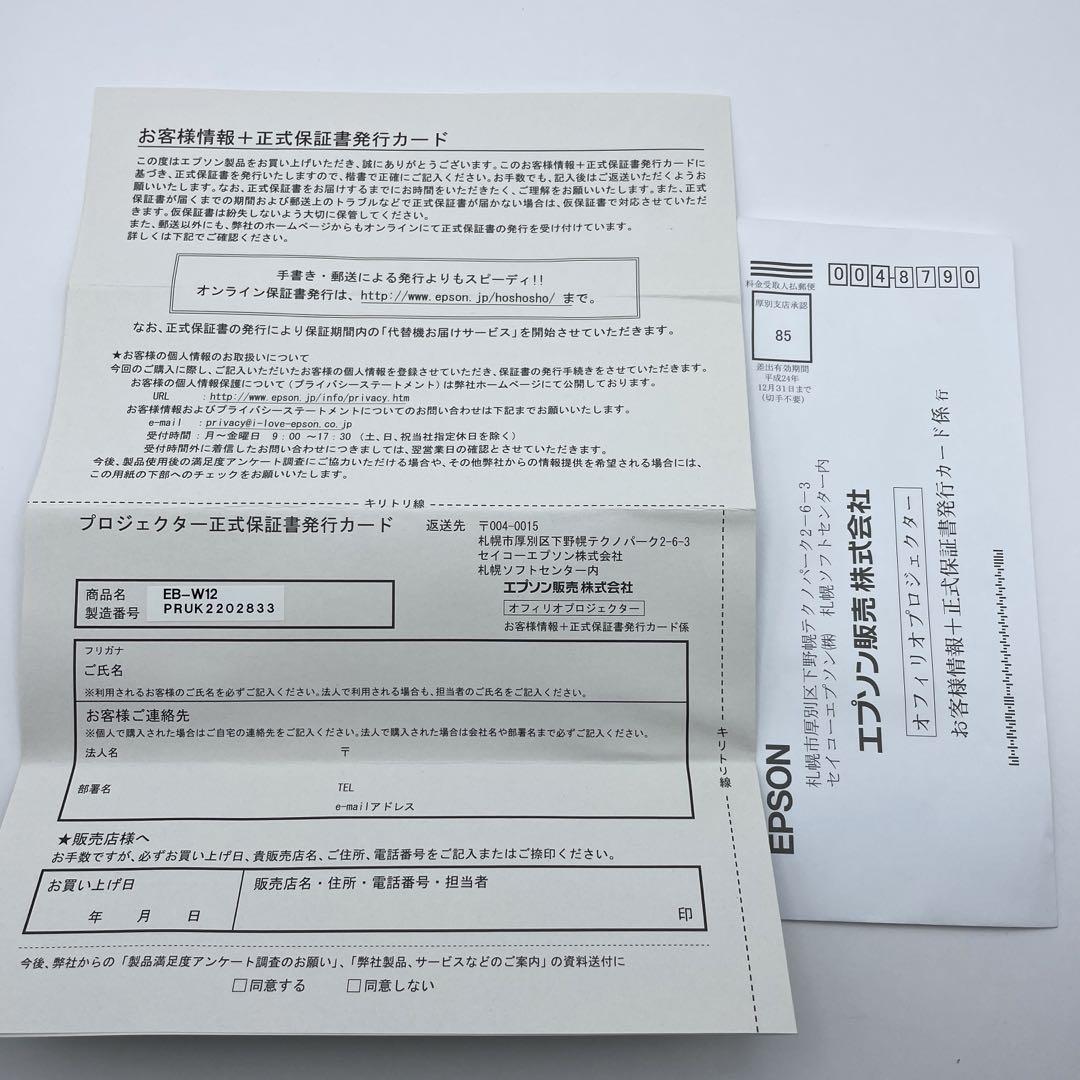 お客様情報＋正式保証書発行カード
この度はエプソン製品をお買い上げいただき、誠にありがとうございます。このお客様情報＋正式保証書発行カードに
基づき、正式保証書を発行いたしますので、楷書で正確にご記入ください。お手数でも、記入後はご返送いただくようお
願いいたします。なお、正式保証書をお届けするまでにお時間をいただきたく、ご理解をお願いいたします。また、正式
保証書が届くまでの期間および郵送上のトラブルなどで正式保証書が届かない場合は、仮保証書で対応させていただ
きます。仮保証書は紛失しないよう大切に保管してください。
また、郵送以外にも、弊社のホームページからもオンラインにて正式保証書の発行を受け付けています。
詳しくは下記でご確認ください。
手書き・郵送による発行よりもスピーディ!!
オンライン保証書発行は、http://www.epson.jp/hoshosho/ まで。
なお、正式保証書の発行により保証期間内の「代替機お届けサービス」を開始させていただきます。
★お客様の個人情報のお取扱いについて
今回のご購入に際し、ご記入いただいたお客様の個人情報を登録させていただき、保証書の発行手続きをさせていただきます。
お客様の個人情報保護について(プライバシーステートメント)は弊社ホームページにて公開しております。
URL :http://www.epson.jp/info/privacy.htm
お客様情報およびプライバシーステートメントについてのお問い合わせは下記までお願いいたします。
e-mail :privacy@i-love-epson.co.jp
受付時間:月～金曜日 9:00～17:30(土、日、祝当社指定休日を除く)
受付時間外に着信したお問い合わせにつきましては、翌営業日の確認とさせていただきます。
今後、製品使用後の満足度アンケート調査にご協力いただける場合や、その他弊社からの情報提供を希望される場合には、
この用紙の下部へのチェックをお願いいたします。
キリトリ線
プロジェクター正式保証書発行カード
返送先 〒004-0015
札幌市厚別区下野幌テクノパーク2-6-3
セイコーエプソン株式会社
札幌ソフトセンター内
エプソン販売株式会社
オフィリオプロジェクター
お客様情報＋正式保証書発行カード係
商品名 EB-W12
製造番号 PRUK2202833
フリガナ
ご氏名
※利用されるお客様のご氏名を必ずご記入ください。法人で利用される場合も、担当者のご氏名をご記入ください。
お客様ご連絡先
※個人で購入された場合はご自宅の連絡先をご記入ください。法人で購入された場合は会社名や部署名まで必ずご記入ください。
法人名 〒
部署名 TEL
e-mailアドレス
キリトリ線
★販売店様へ
お手数ですが、必ずお買い上げ日、貴販売店名、ご住所、電話番号をご記入またはご捺印ください。
お買い上げ日
年 月 日
販売店名・住所・電話番号・担当者
印
今後、弊社からの「製品満足度アンケート調査のお願い」、「弊社製品、サービスなどのご案内」の資料送付に
□同意する □同意しない
料金受取人払郵便
厚別支店承認
85
差出有効期間
平成24年
12月31日まで
(切手不要)
004-8790
札幌市厚別区下野幌テクノパーク2-6-3
セイコーエプソン㈱ 札幌ソフトセンター内
エプソン販売株式会社
オフィリオプロジェクター
お客様情報＋正式保証書発行カード係 行
EPSON